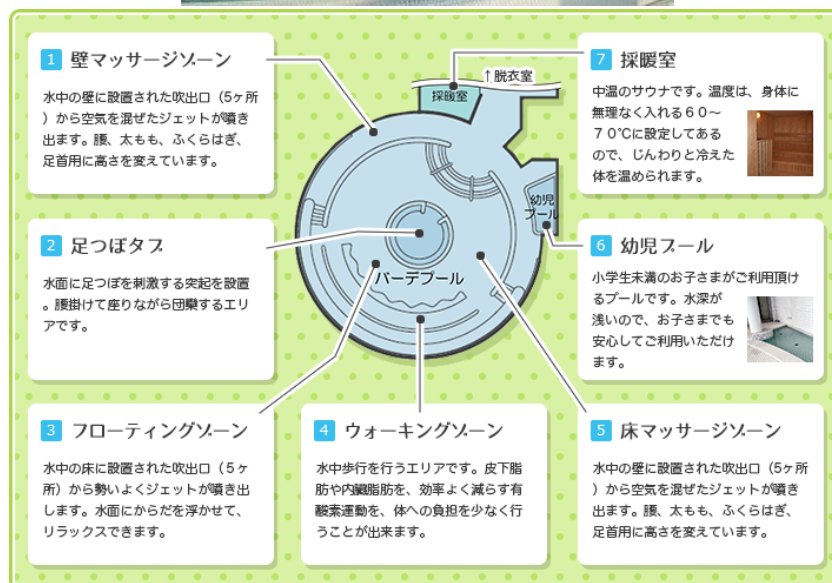 1 壁マッサージゾーン
水中の壁に設置された吹出口（5ヶ所
）から空気を混ぜたジェットが噴き
出ます。腰、太もも、ふくらはぎ、
足首用に高さを変えています。
2 足つぼタブ
水面に足つぼを刺激する突起を設置
。腰掛けて座りながら団欒するエリ
アです。
3 フローティングゾーン
水中の床に設置された吹出口（５ヶ
所）から勢いよくジェットが噴き出
します。水面にからだを浮かせて、
リラックスできます。
4 ウォーキングゾーン
水中歩行を行うエリアです。皮下脂
肪や内臓脂肪を、効率よく減らす有
酸素運動を、体への負担を少なく行
うことが出来ます。
5 床マッサージゾーン
水中の壁に設置された吹出口（5ヶ所
）から空気を混ぜたジェットが噴き
出ます。腰、太もも、ふくらはぎ、
足首用に高さを変えています。
6 幼児プール
小学生未満のお子さまがご利用頂け
るプールです。水深が
浅いので、お子さまでも
安心してご利用いただけ
ます。
7 採暖室
中温のサウナです。温度は、身体に
無理なく入れる６０～
７０℃に設定してある
ので、じんわりと冷えた
体を温められます。
↑脱衣室
採暖室
幼児
プール
バーデプール